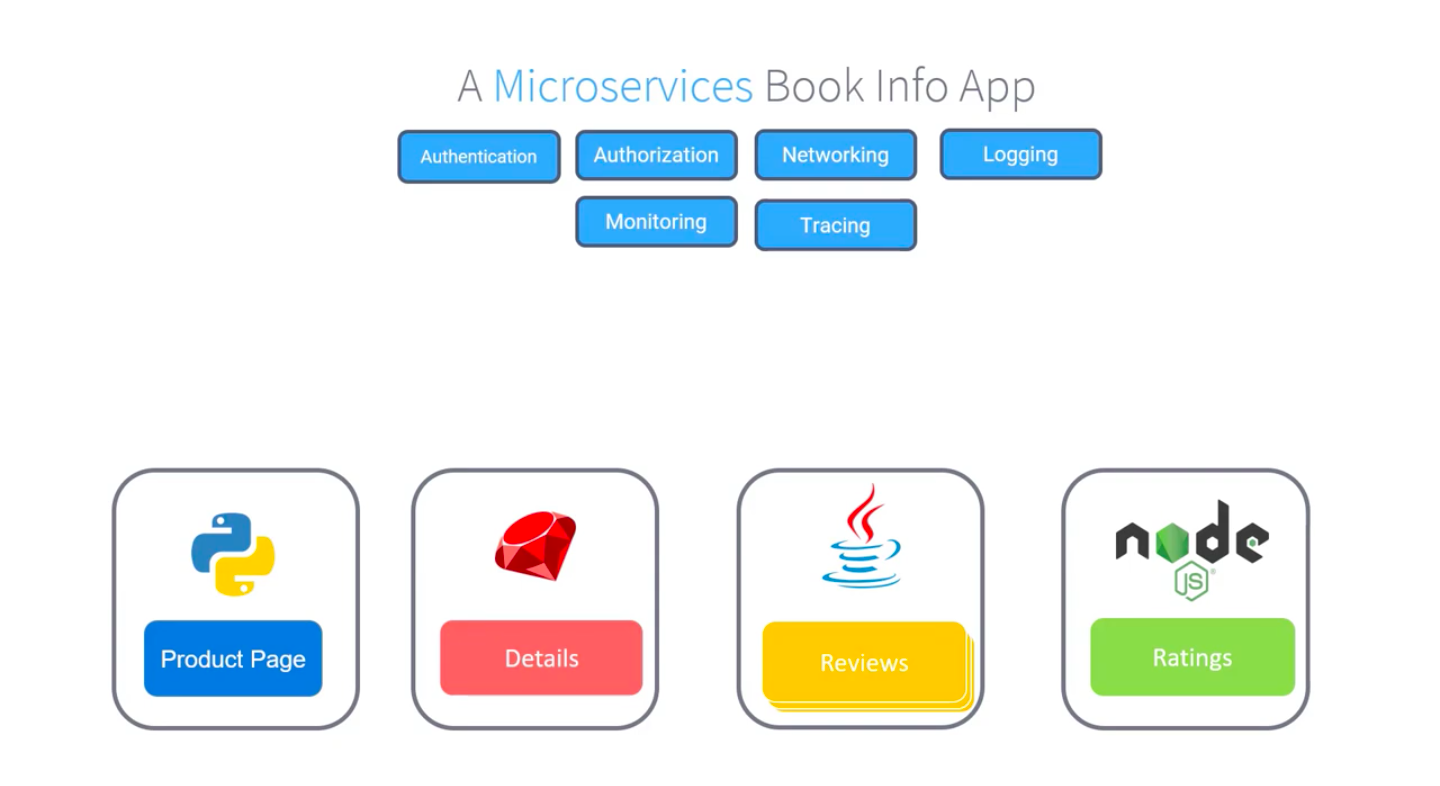 A Microservices Book Info App
Authentication Authorization Networking Logging
Monitoring Tracing
node
JS
Product Page Details Reviews Ratings